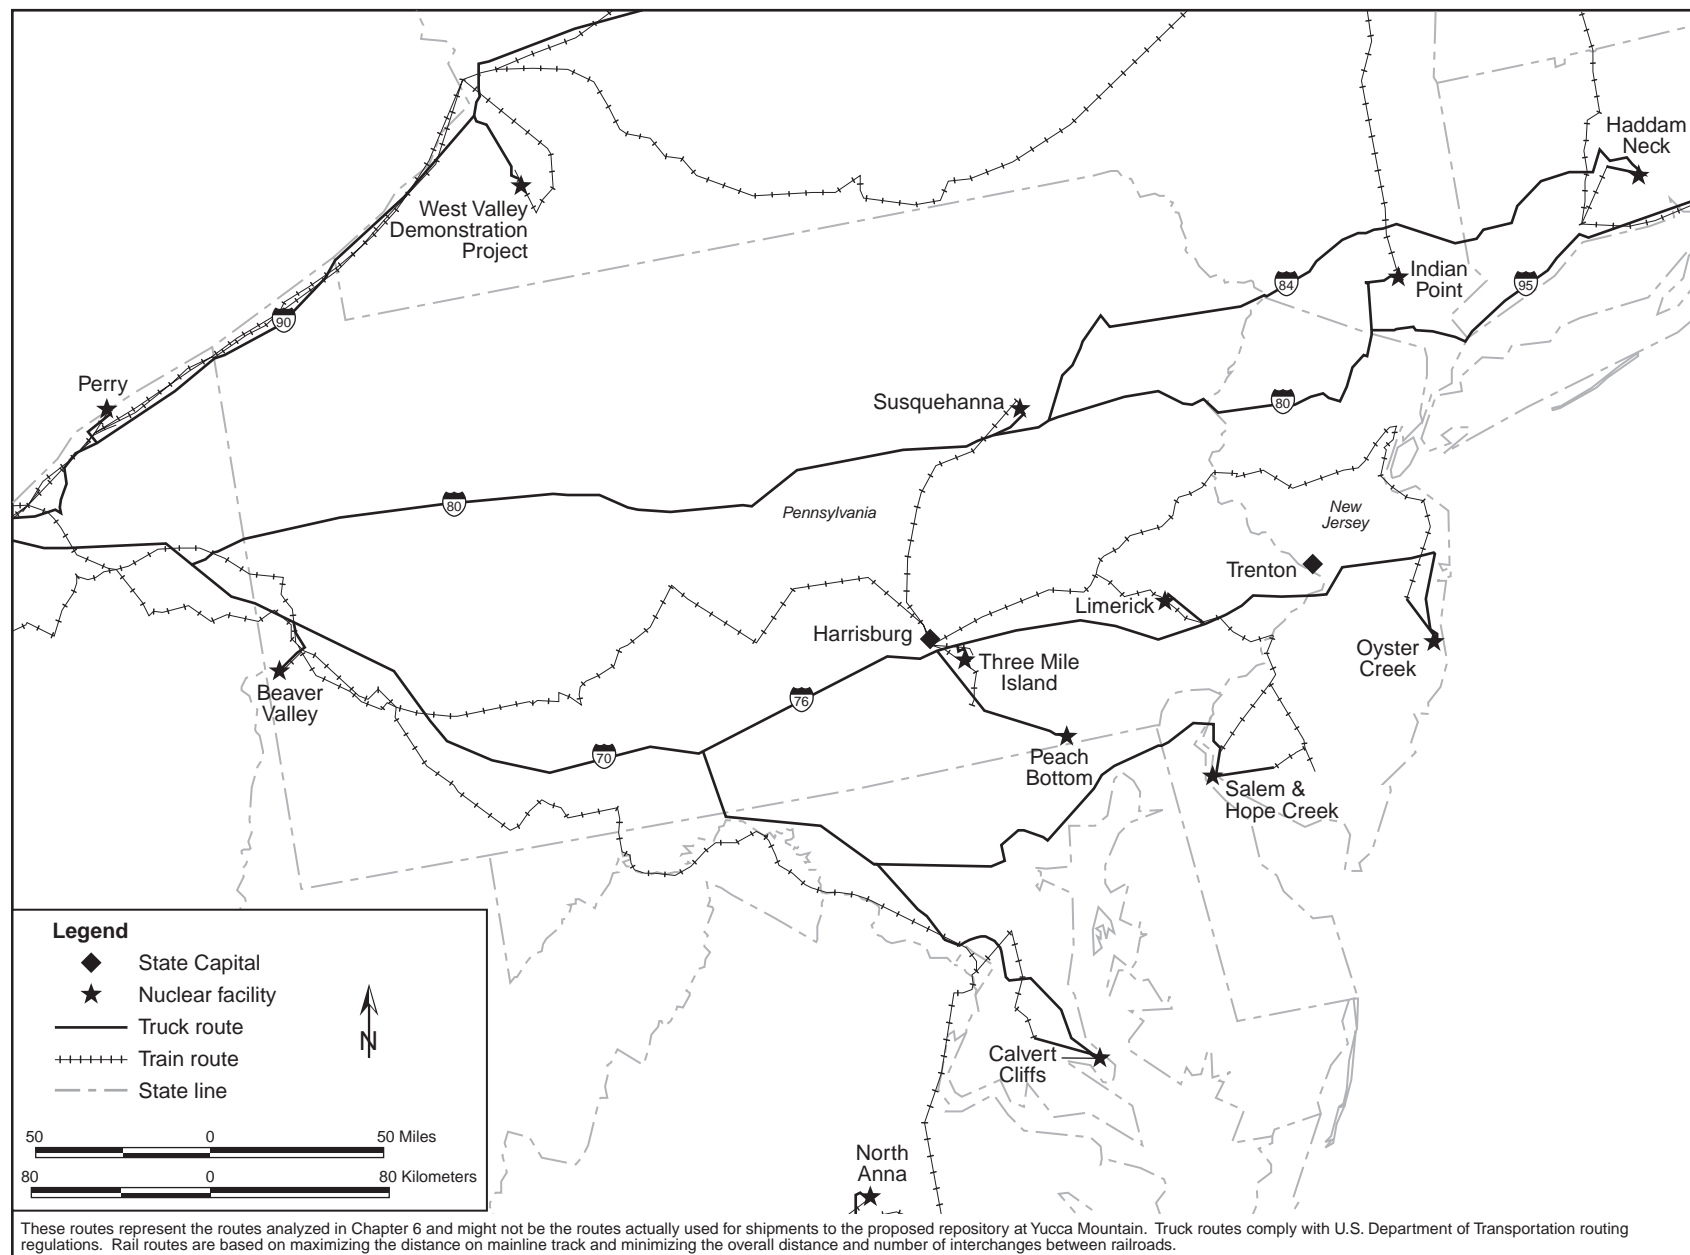 Haddam
Neck
West Valley
Demonstration
Project
Indian
Point
84
95
90
Perry
Susquehanna
80
80
Pennsylvania
New
Jersey
Trenton
Limerick
Harrisburg
Three Mile
Island
Oyster
Creek
Beaver
Valley
76
70
Peach
Bottom
Salem &
Hope Creek
Legend
State Capital
Nuclear facility
Truck route
Train route
State line
N
50 0 50 Miles
80 0 80 Kilometers
Calvert
Cliffs
North
Anna
These routes represent the routes analyzed in Chapter 6 and might not be the routes actually used for shipments to the proposed repository at Yucca Mountain. Truck routes comply with U.S. Department of Transportation routing
regulations. Rail routes are based on maximizing the distance on mainline track and minimizing the overall distance and number of interchanges between railroads.